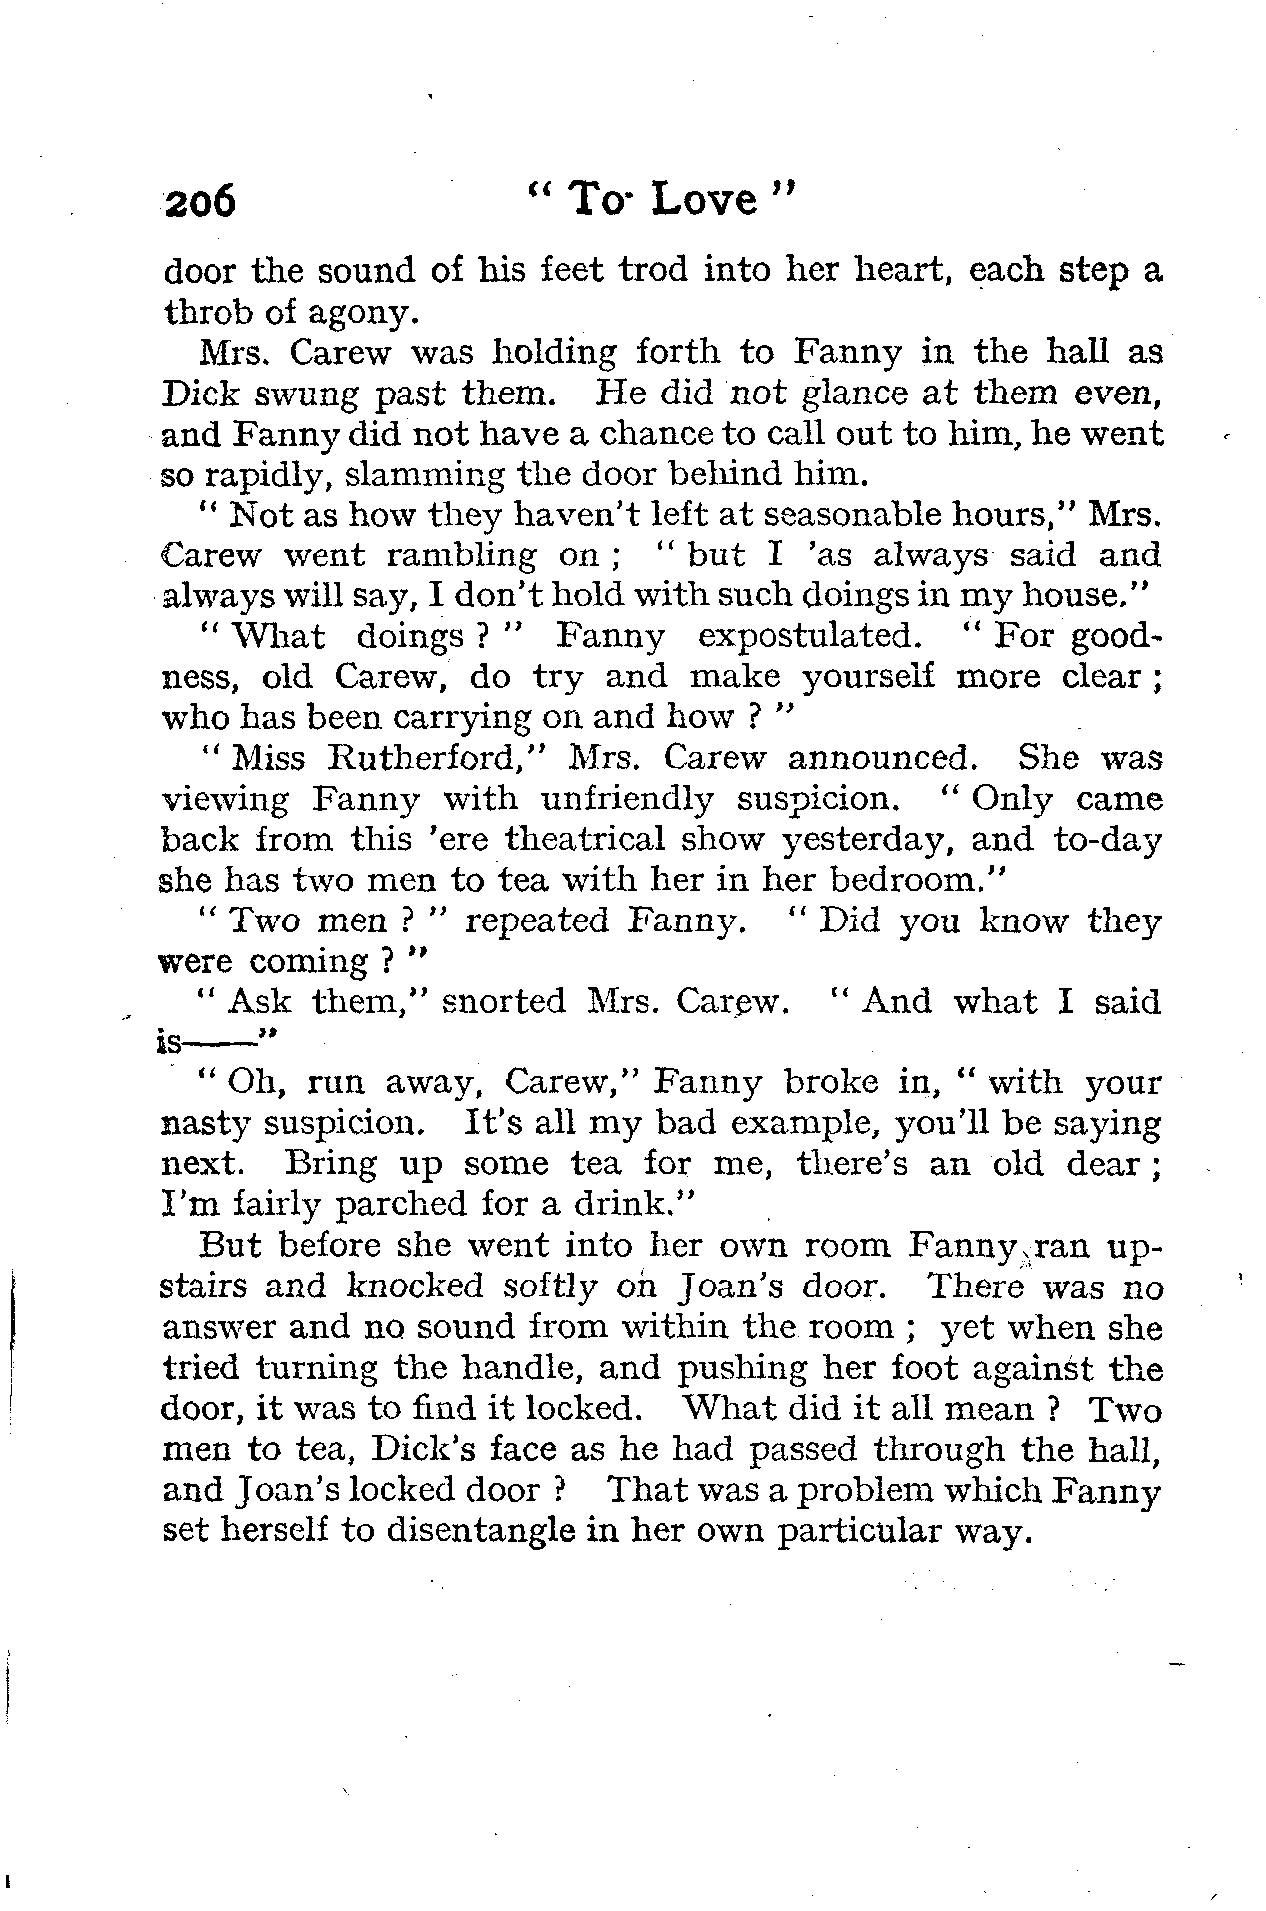 206 " To Love "
door the sound of his feet trod into her heart, each step a
throb of agony.
Mrs. Carew was holding forth to Fanny in the hall as
Dick swung past them. He did not glance at them even,
and Fanny did not have a chance to call out to him, he went
so rapidly, slamming the door behind him.
" Not as how they haven't left at seasonable hours," Mrs.
Carew went rambling on ; " but I 'as always said and
always will say, I don't hold with such doings in my house."
" What doings ? " Fanny expostulated. " For good-
ness, old Carew, do try and make yourself more clear ;
who has been carrying on and how ? "
" Miss Rutherford," Mrs. Carew announced. She was
viewing Fanny with unfriendly suspicion. " Only came
back from this 'ere theatrical show yesterday, and to-day
she has two men to tea with her in her bedroom."
" Two men ? " repeated Fanny. " Did you know they
were coming ? "
" Ask them," snorted Mrs. Carew. " And what I said
is——"
" Oh, run away, Carew," Fanny broke in, " with your
nasty suspicion. It's all my bad example, you'll be saying
next. Bring up some tea for me, there's an old dear ;
I'm fairly parched for a drink."
But before she went into her own room Fanny ran up-
stairs and knocked softly on Joan's door. There was no
answer and no sound from within the room ; yet when she
tried turning the handle, and pushing her foot against the
door, it was to find it locked. What did it all mean ? Two
men to tea, Dick's face as he had passed through the hall,
and Joan's locked door ? That was a problem which Fanny
set herself to disentangle in her own particular way.